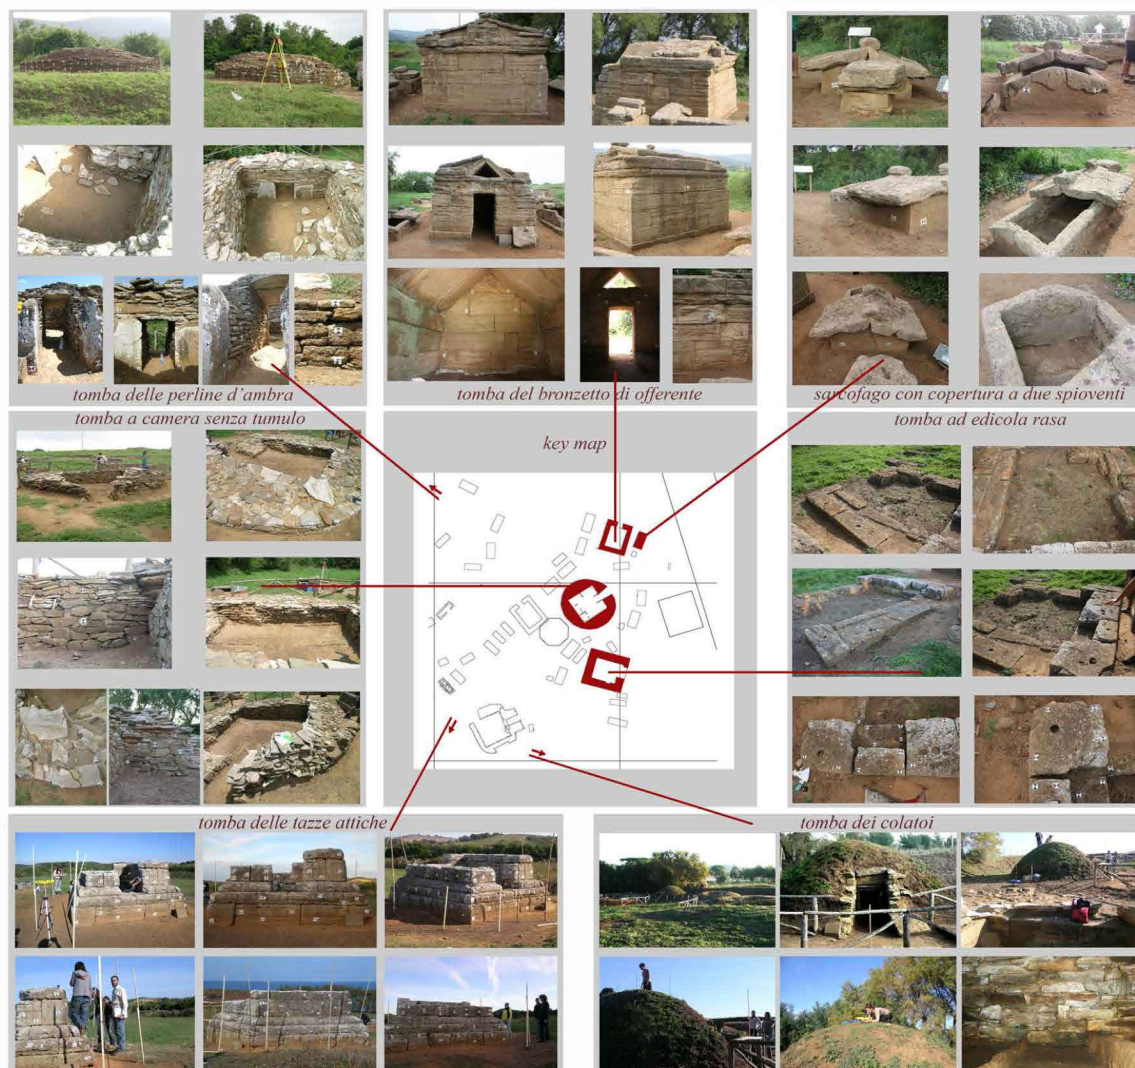 tomba delle perline d'ambra
tomba del bronzetto di offerente
sarcofago con copertura a due spioventi
tomba a camera senza tumulo
key map
tomba ad edicola rasa
tomba delle tazze attiche
tomba dei colatoi